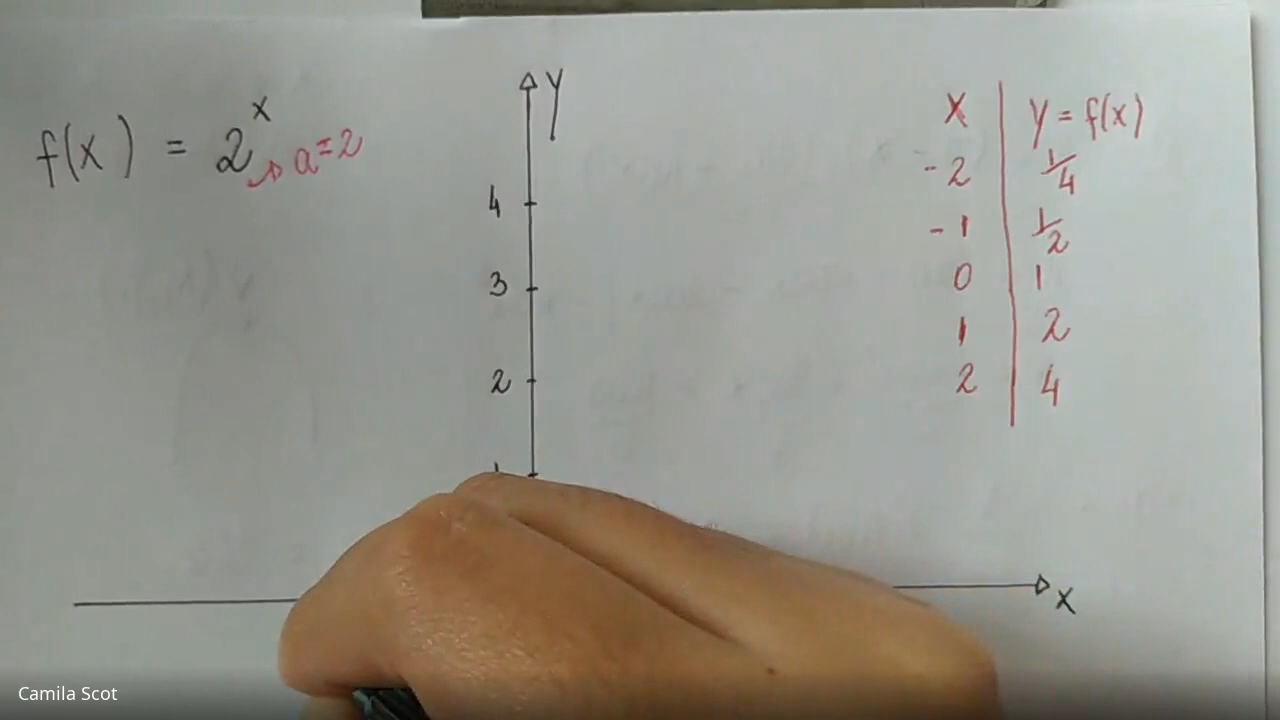 f(x) = 2^x
→ a=2
y
4
3
2
1
x
x | y = f(x)
-2 | 1/4
-1 | 1/2
0 | 1
1 | 2
2 | 4
Camila Scot